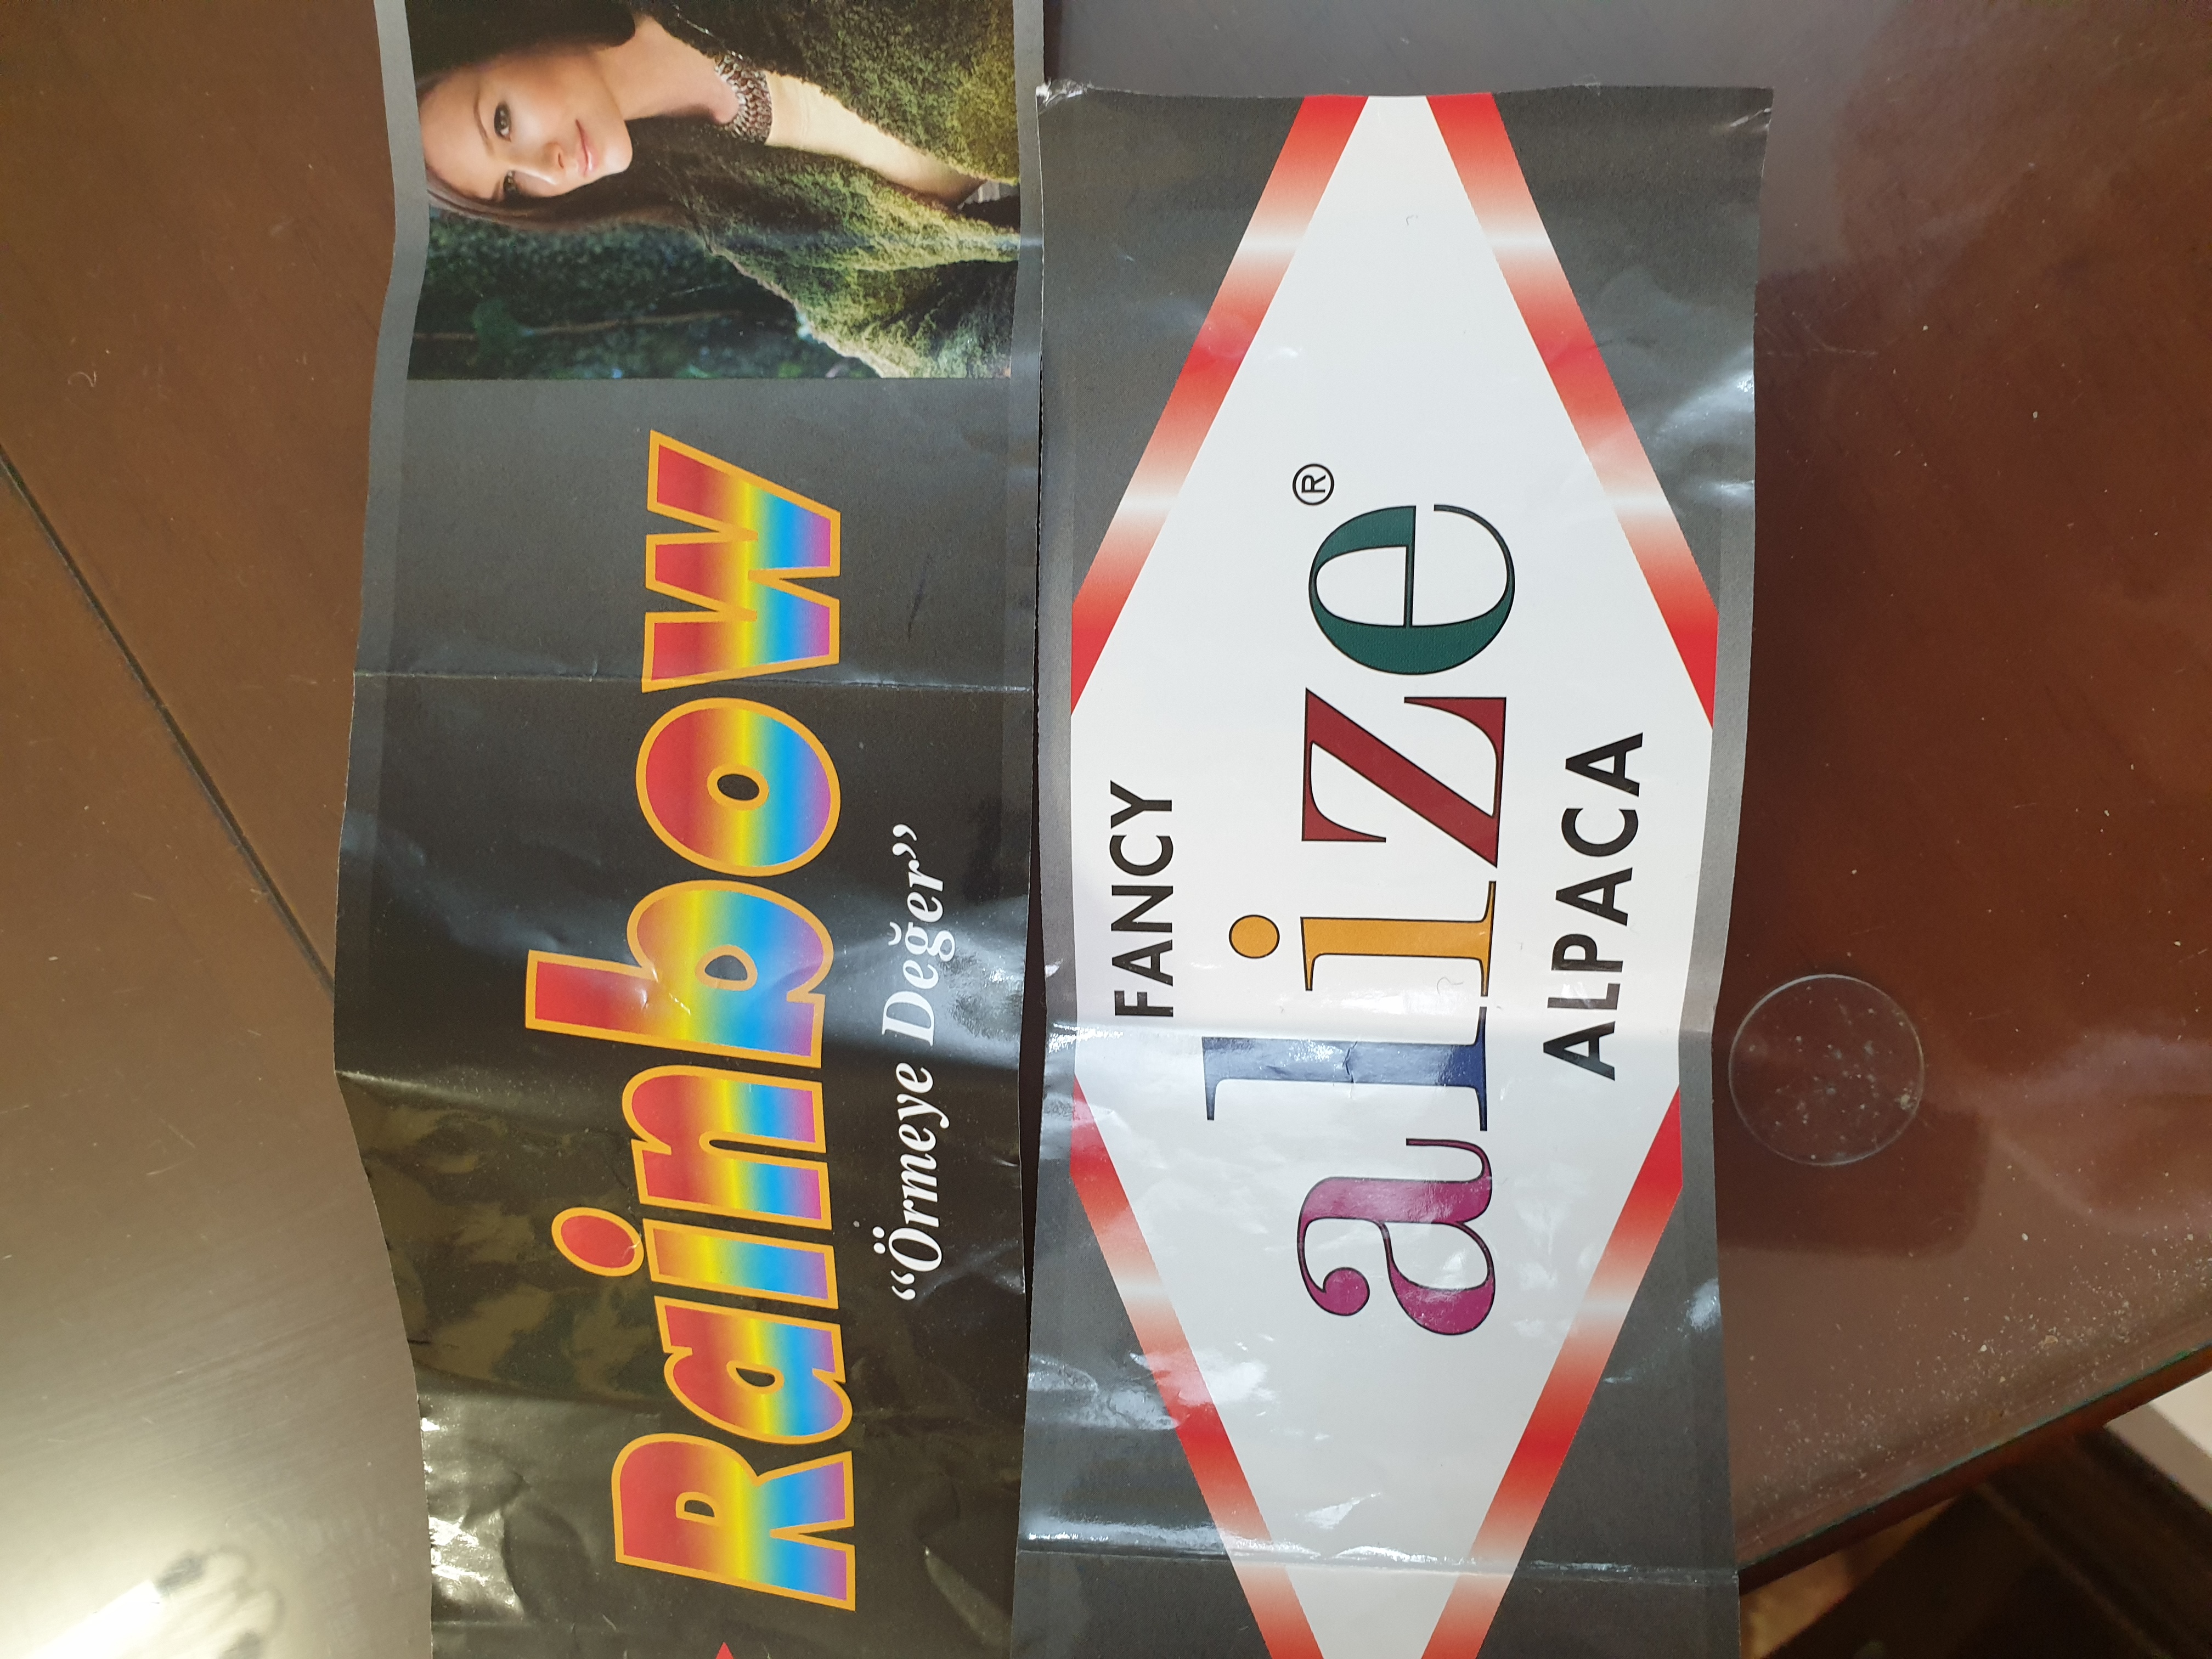 Rainbow
“Örmeye Değer”
FANCY
alize®
ALPACA